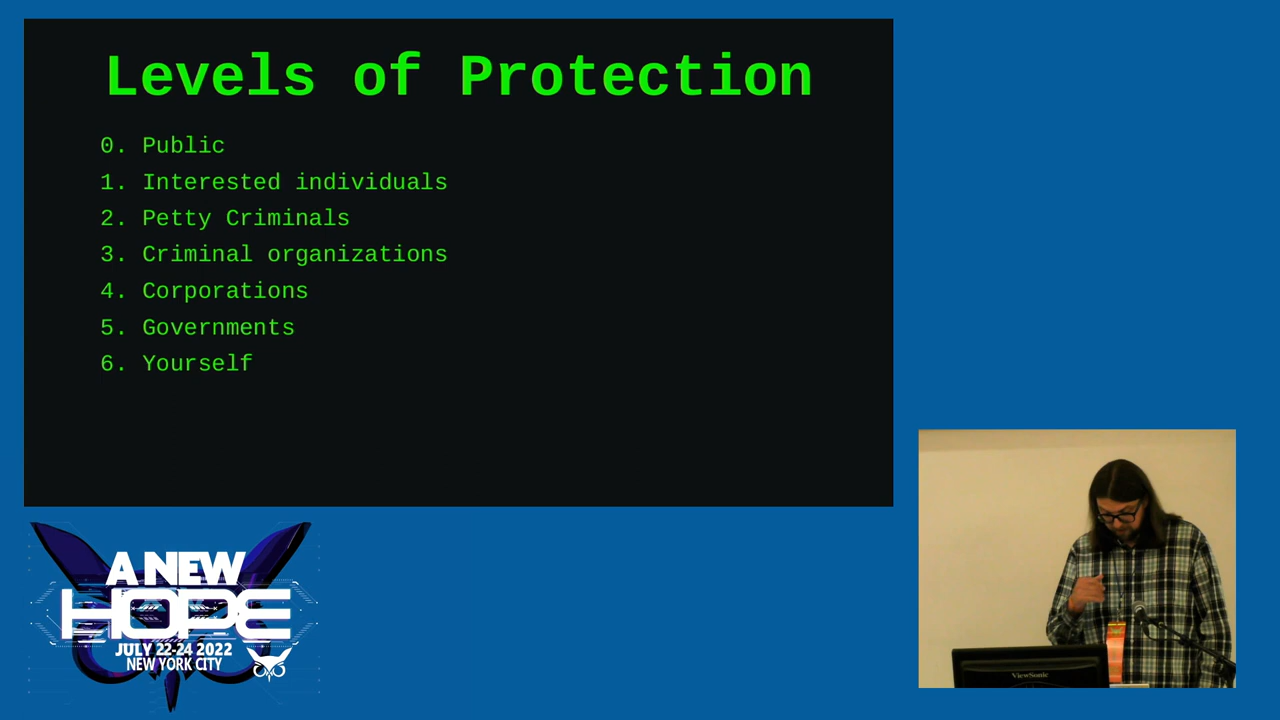 Levels of Protection
0. Public
1. Interested individuals
2. Petty Criminals
3. Criminal organizations
4. Corporations
5. Governments
6. Yourself
A NEW
HOPE
JULY 22-24 2022
NEW YORK CITY
ViewSonic